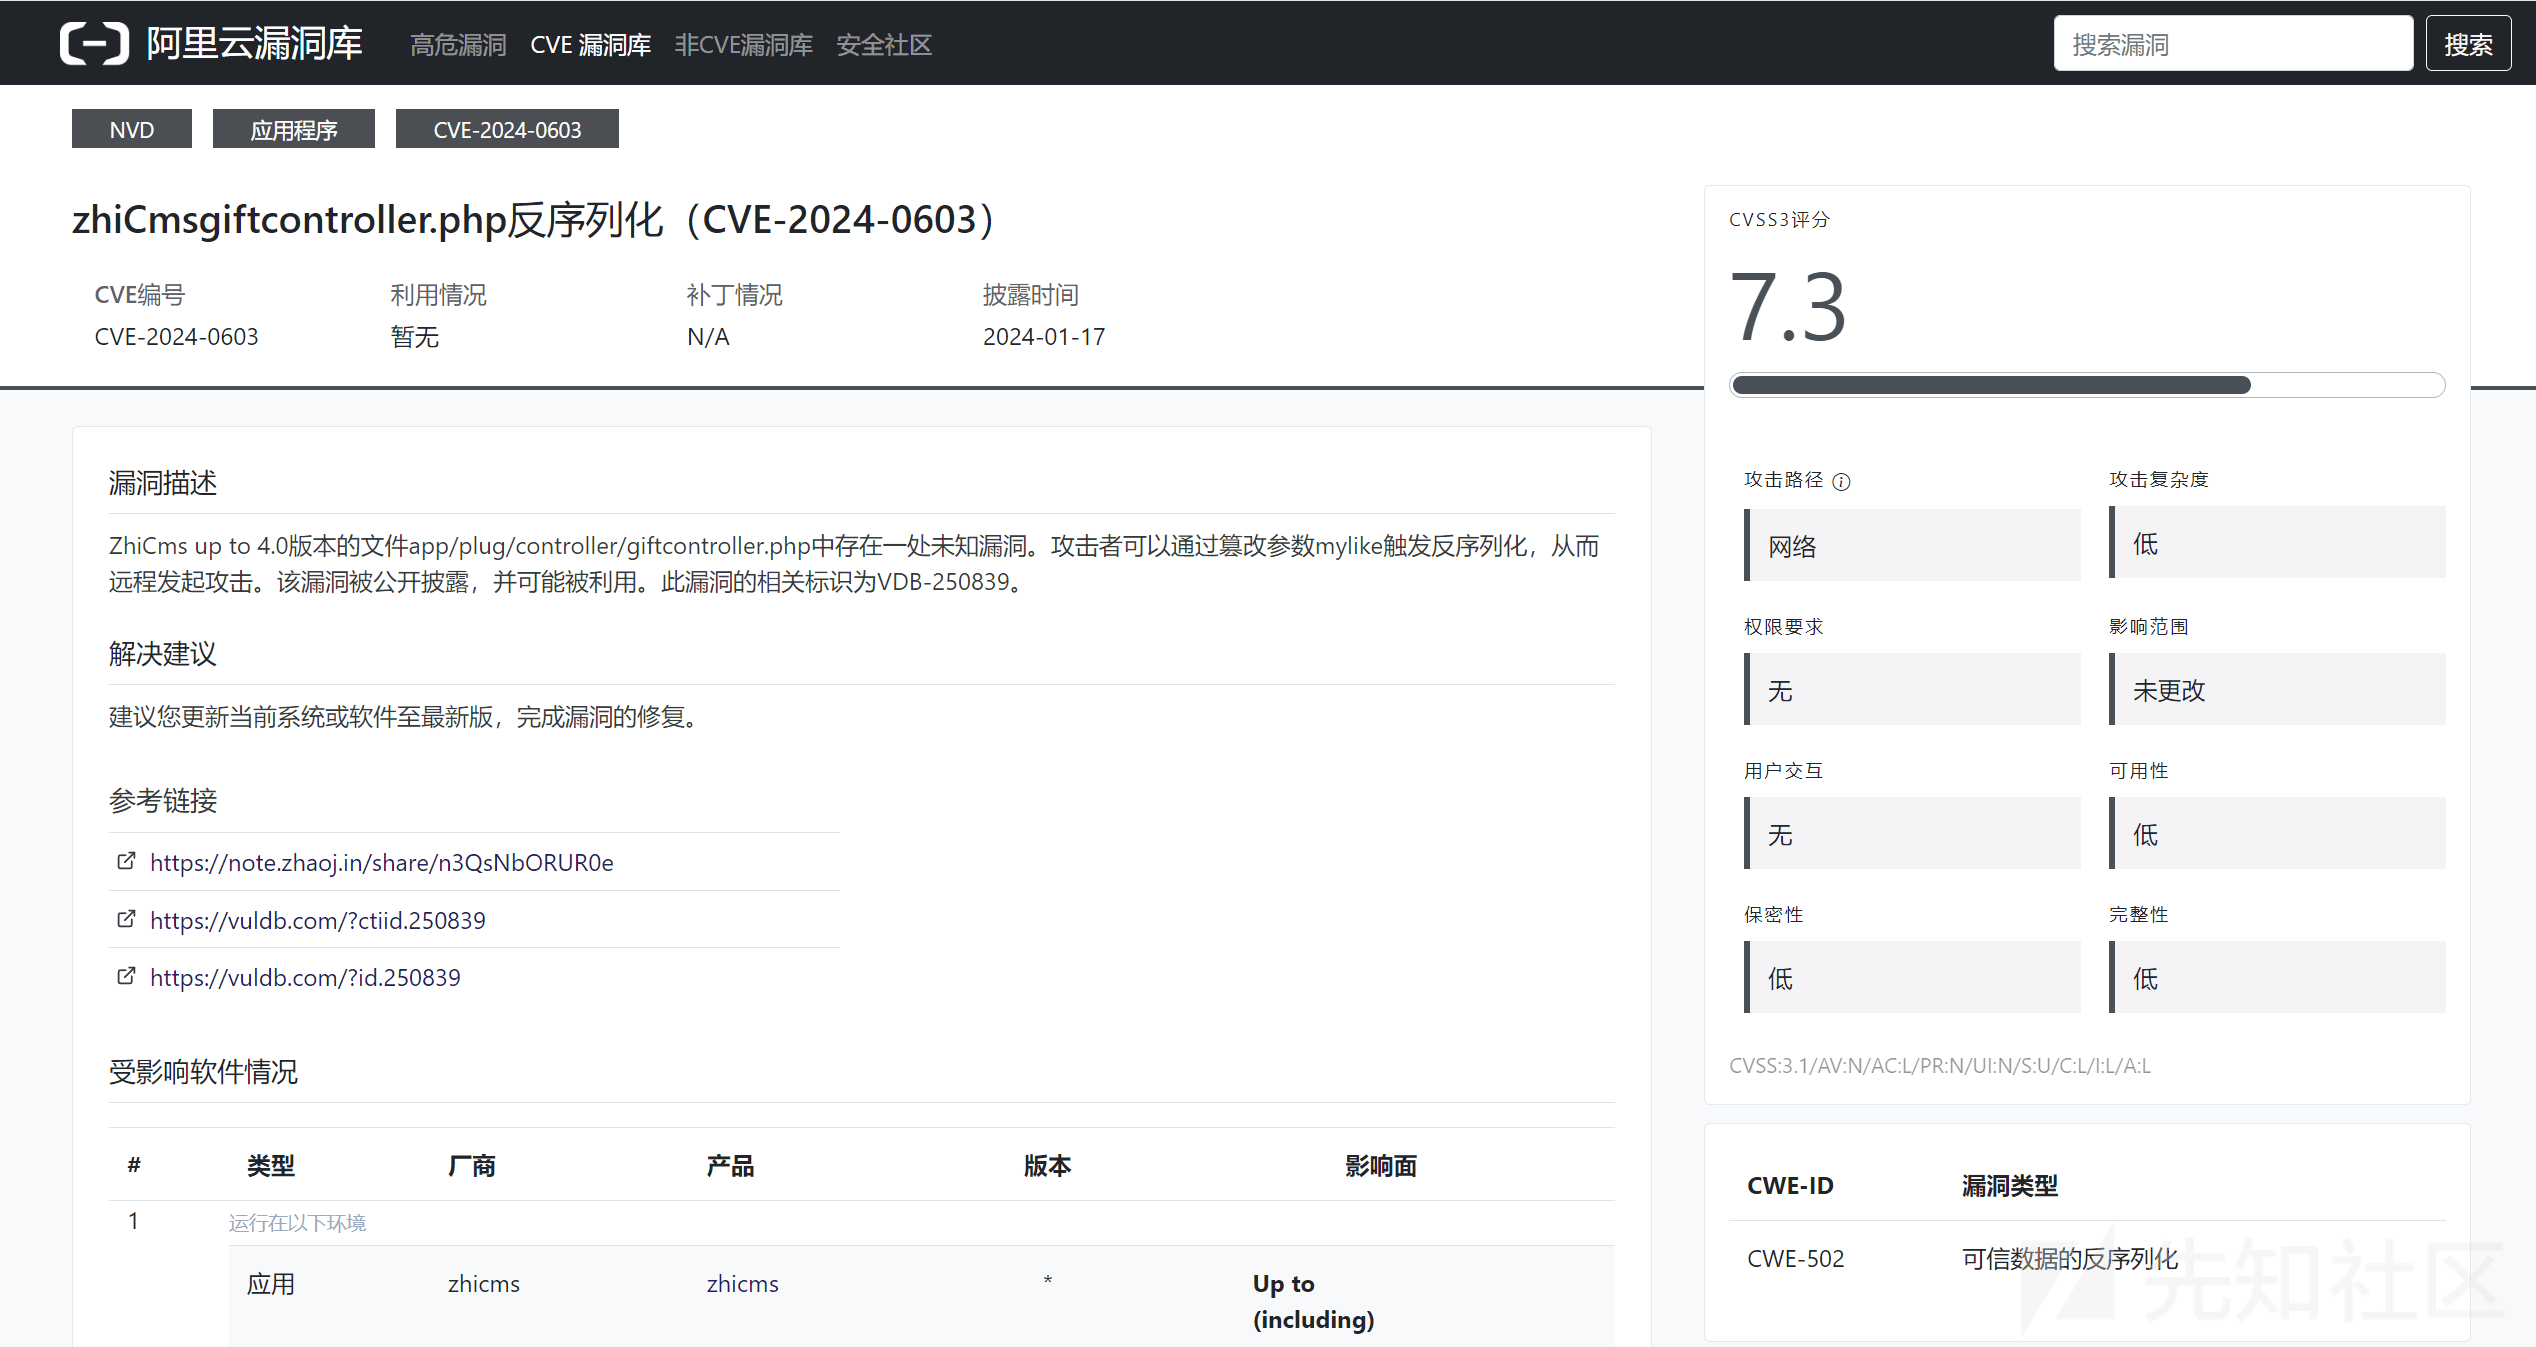 阿里云漏洞库
高危漏洞 CVE 漏洞库 非CVE漏洞库 安全社区
搜索漏洞 搜索
NVD 应用程序 CVE-2024-0603
zhiCmsgiftcontroller.php反序列化（CVE-2024-0603）
CVE编号 利用情况 补丁情况 披露时间
CVE-2024-0603 暂无 N/A 2024-01-17
漏洞描述
ZhiCms up to 4.0版本的文件app/plug/controller/giftcontroller.php中存在一处未知漏洞。攻击者可以通过篡改参数mylike触发反序列化，从而
远程发起攻击。该漏洞被公开披露，并可能被利用。此漏洞的相关标识为VDB-250839。
解决建议
建议您更新当前系统或软件至最新版，完成漏洞的修复。
参考链接
https://note.zhaoj.in/share/n3QsNbORUR0e
https://vuldb.com/?ctiid.250839
https://vuldb.com/?id.250839
受影响软件情况
# 类型 厂商 产品 版本 影响面
1 运行在以下环境
应用 zhicms zhicms * Up to
(including)
CVSS3评分
7.3
攻击路径 攻击复杂度
网络 低
权限要求 影响范围
无 未更改
用户交互 可用性
无 低
保密性 完整性
低 低
CVSS:3.1/AV:N/AC:L/PR:N/UI:N/S:U/C:L/I:L/A:L
CWE-ID 漏洞类型
CWE-502 可信数据的反序列化
先知社区